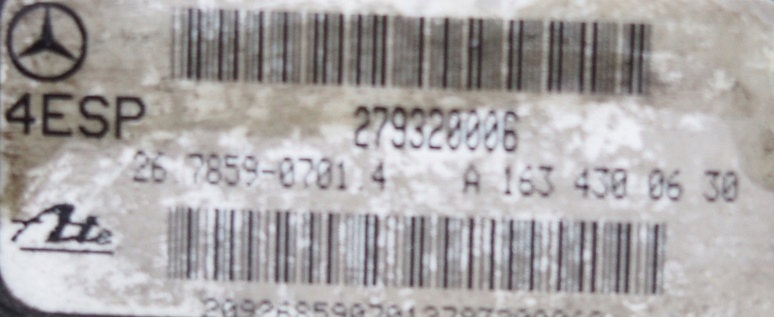 4ESP
279320006
26.7859-0701.4 A 163 430 06 30
Ate